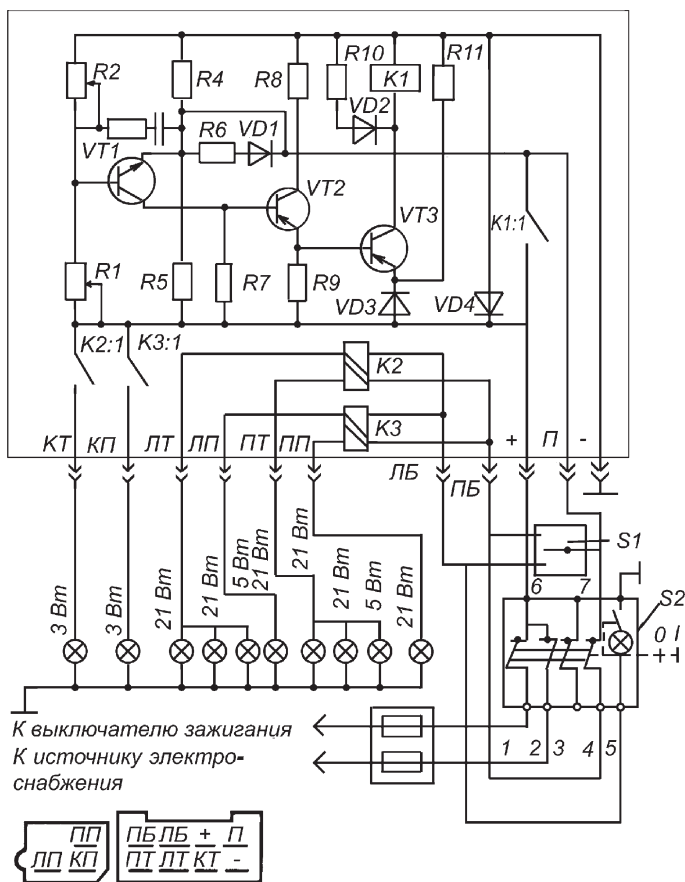 R2
R4
R8
R10
K1
R11
VD2
VT1
R6
VD1
VT2
VT3
K1:1
R1
R5
R7
R9
VD3
VD4
K2:1
K3:1
K2
K3
КТ
КП
ЛТ
ЛП
ПТ
ПП
ЛБ
ПБ
+
П
-
3 Вт
3 Вт
21 Вт
21 Вт
5 Вт
21 Вт
21 Вт
21 Вт
5 Вт
21 Вт
S1
6
7
S2
0
I
К выключателю зажигания
К источнику электро-
снабжения
1
2
3
4
5
ПП
ЛП КП
ПБ ЛБ + П
ПТ ЛТ КТ -